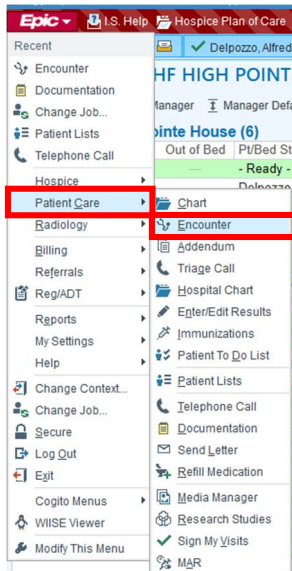 Epic I.S. Help Hospice Plan of Care
Recent
Delpozzo, Alfred
Encounter
HF HIGH POINT
Documentation
Change Job...
Manager Manager Defa
Patient Lists
ointe House (6)
Telephone Call
Out of Bed Pt/Bed St
- Ready -
Hospice
Delpozzo
Patient Care
Chart
Radiology
Encounter
Billing
Addendum
Referrals
Triage Call
Reg/ADT
Hospital Chart
Reports
Enter/Edit Results
My Settings
Immunizations
Help
Patient To Do List
Change Context...
Patient Lists
Change Job...
Telephone Call
Secure
Documentation
Log Out
Send Letter
Exit
Refill Medication
Cogito Menus
Media Manager
WIISE Viewer
Research Studies
Modify This Menu
Sign My Visits
MAR